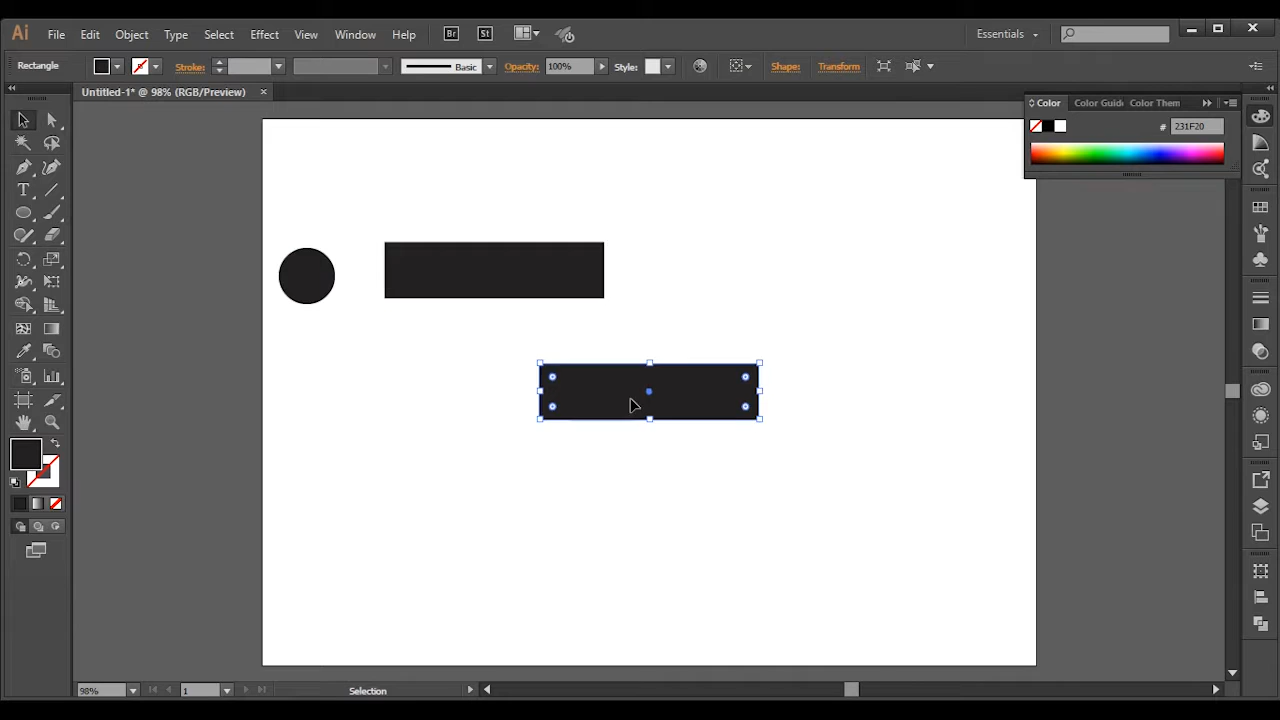 Ai File Edit Object Type Select Effect View Window Help Br St Essentials
Rectangle Stroke: Basic Opacity: 100% Style: Shape: Transform
Untitled-1* @ 98% (RGB/Preview)
Color Color Guide Color Them
# 231F20
T
98% 1 Selection